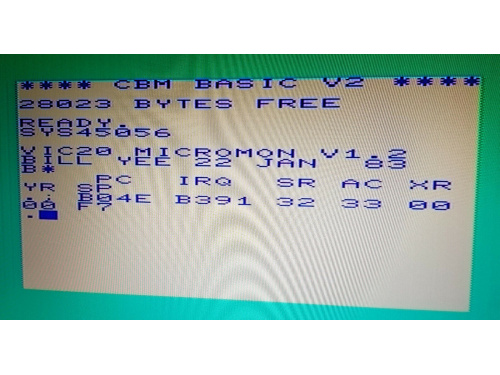 **** CBM BASIC V2 ****
28023 BYTES FREE
READY.
SYS45056
VIC20 MICROMON V1.2
BILL YEE 22 JAN 83
B*
PC IRQ SR AC XR
YR SP
.; B04E B391 32 33 00
00 F7
.